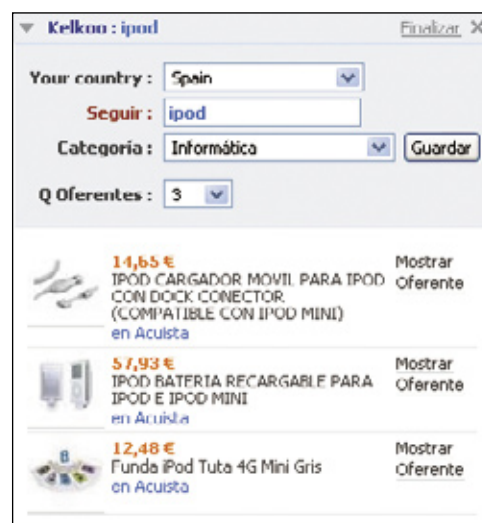 Kelkoo : ipod Finalizar X
Your country : Spain
Seguir : ipod
Categoría : Informática Guardar
Q Oferentes : 3
14,65 €
IPOD CARGADOR MOVIL PARA IPOD
CON DOCK CONECTOR
(COMPATIBLE CON IPOD MINI)
en Acuista
Mostrar
Oferente
57,93 €
IPOD BATERIA RECARGABLE PARA
IPOD E IPOD MINI
en Acuista
Mostrar
Oferente
12,48 €
Funda iPod Tuta 4G Mini Gris
en Acuista
Mostrar
Oferente